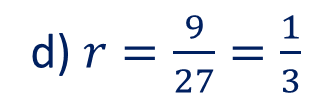 d) r = 9/27 = 1/3